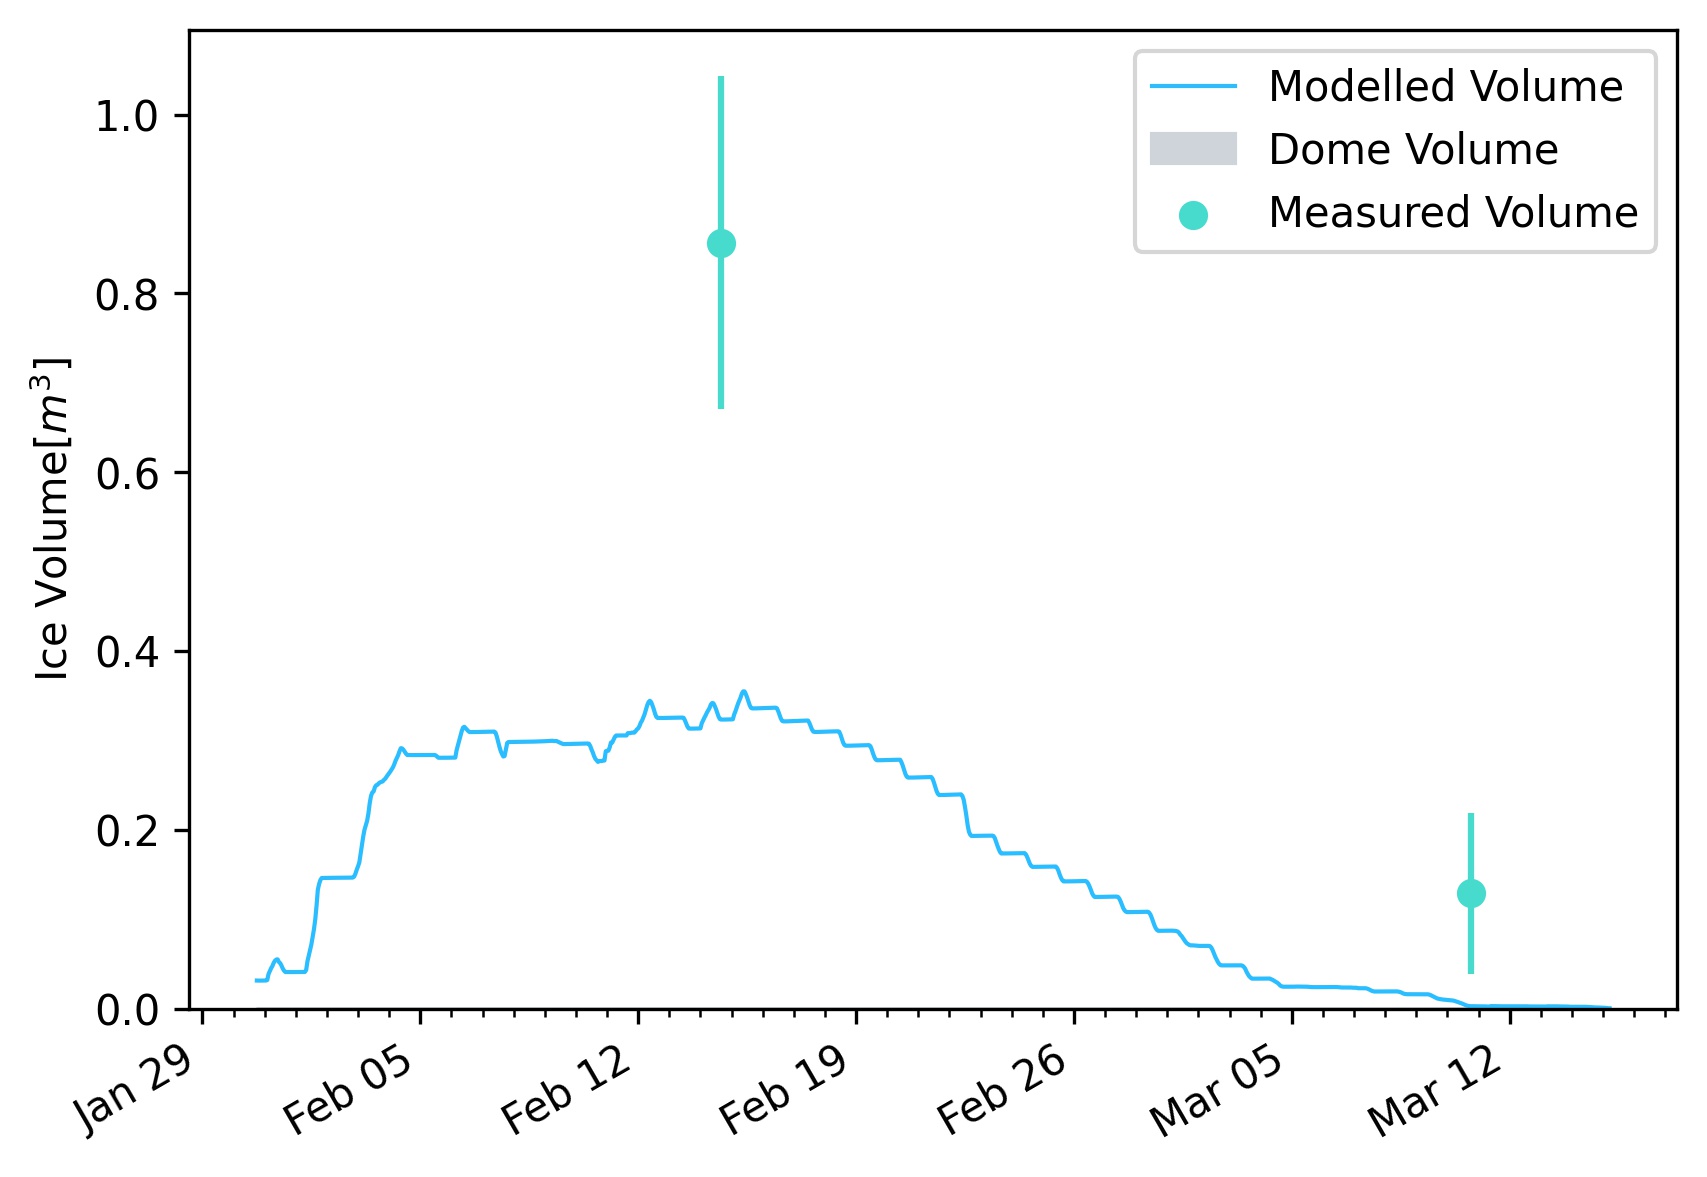 Modelled Volume
Dome Volume
Measured Volume
Ice Volume[m³]
1.0
0.8
0.6
0.4
0.2
0.0
Jan 29
Feb 05
Feb 12
Feb 19
Feb 26
Mar 05
Mar 12